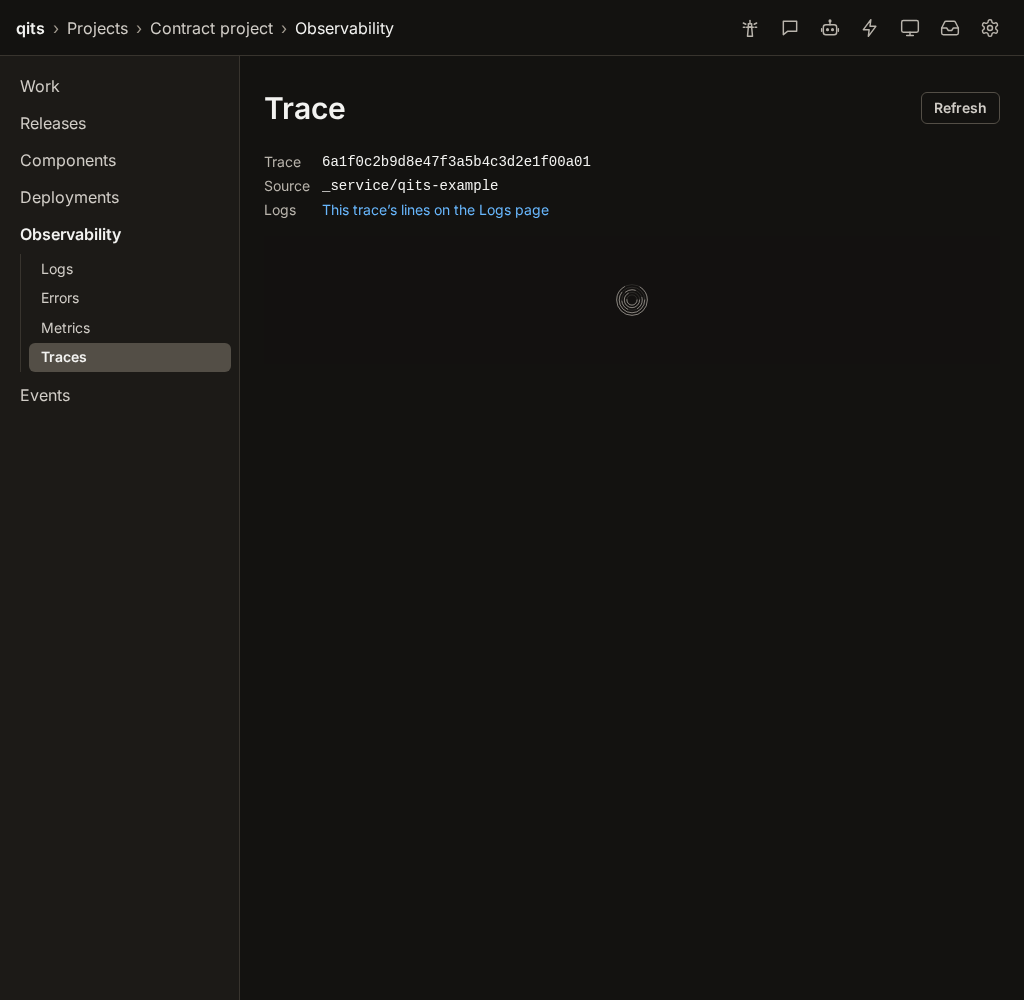 qits › Projects › Contract project › Observability
Work
Releases
Components
Deployments
Observability
Logs
Errors
Metrics
Traces
Events
Trace
Refresh
Trace 6a1f0c2b9d8e47f3a5b4c3d2e1f00a01
Source _service/qits-example
Logs This trace’s lines on the Logs page